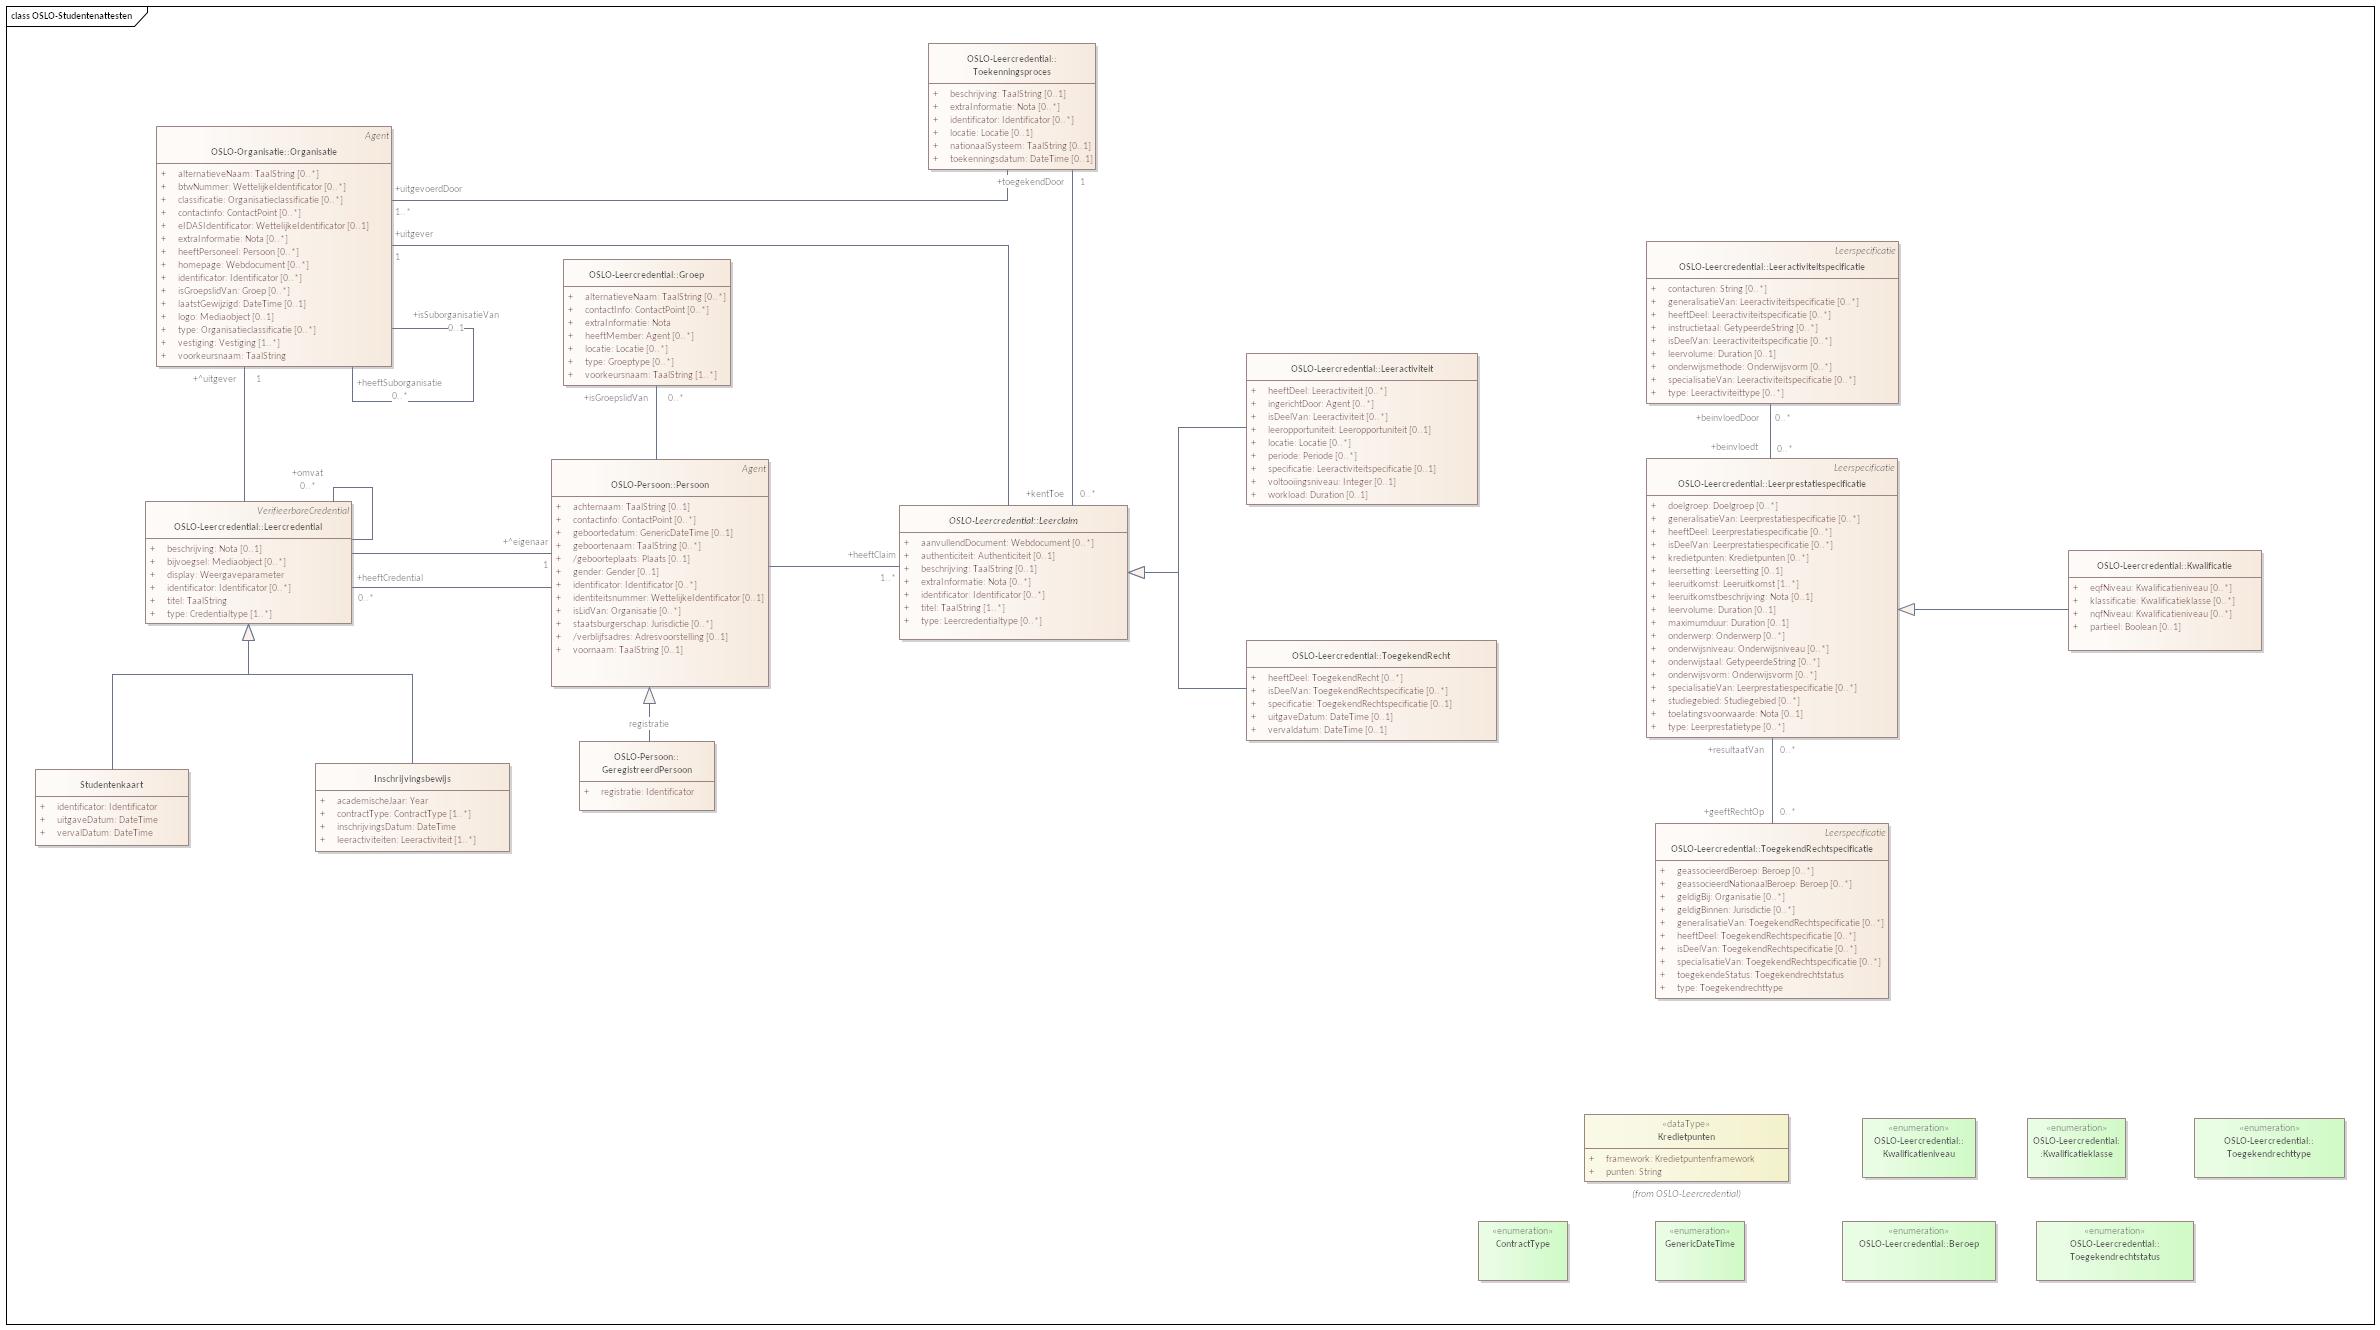 class OSLO-Studentenattesten
OSLO-Leercredential::
Toekenningsproces
+ beschrijving: TaalString [0..1]
+ extraInformatie: Nota [0..*]
+ identificator: Identificator [0..*]
+ locatie: Locatie [0..1]
+ nationaalSysteem: TaalString [0..1]
+ toekenningsdatum: DateTime [0..1]
Agent
OSLO-Organisatie::Organisatie
+ alternatieveNaam: TaalString [0..*]
+ btwNummer: WettelijkeIdentificator [0..*]
+ classificatie: Organisatieclassificatie [0..*]
+ contactinfo: ContactPoint [0..*]
+ eIDASIdentificator: WettelijkeIdentificator [0..1]
+ extraInformatie: Nota [0..*]
+ heeftPersoneel: Persoon [0..*]
+ homepage: Webdocument [0..*]
+ identificator: Identificator [0..*]
+ isGroepslidVan: Groep [0..*]
+ laatstGewijzigd: DateTime [0..1]
+ logo: Mediaobject [0..1]
+ type: Organisatieclassificatie [0..*]
+ vestiging: Vestiging [1..*]
+ voorkeursnaam: TaalString
+uitgevoerdDoor
1..*
+toegekendDoor 1
+uitgever
1
+isSuborganisatieVan
0..1
+heeftSuborganisatie
0..*
+^uitgever 1
OSLO-Leercredential::Groep
+ alternatieveNaam: TaalString [0..*]
+ contactInfo: ContactPoint [0..*]
+ extraInformatie: Nota
+ heeftMember: Agent [0..*]
+ locatie: Locatie [0..*]
+ type: Groeptype [0..*]
+ voorkeursnaam: TaalString [1..*]
+isGroepslidVan 0..*
+omvat
0..*
VerifieerbareCredential
OSLO-Leercredential::Leercredential
+ beschrijving: Nota [0..1]
+ bijvoegsel: Mediaobject [0..1]
+ display: Weergaveparameter
+ identificator: Identificator [0..*]
+ titel: TaalString
+ type: Credentialtype [1..*]
+^eigenaar
1
+heeftCredential
0..*
Agent
OSLO-Persoon::Persoon
+ achternaam: TaalString [0..1]
+ contactinfo: ContactPoint [0..*]
+ geboortedatum: GenericDateTime [0..1]
+ geboortenaam: TaalString [0..*]
+ /geboorteplaats: Plaats [0..1]
+ gender: Gender [0..1]
+ identificator: Identificator [0..*]
+ identiteitsnummer: WettelijkeIdentificator [0..1]
+ isLidVan: Organisatie [0..*]
+ staatsburgerschap: Jurisdictie [0..*]
+ /verblijfsadres: Adresvoorstelling [0..1]
+ voornaam: TaalString [0..1]
+heeftClaim
1..*
+kentToe 0..*
OSLO-Leercredential::Leerclaim
+ aanvullendDocument: Webdocument [0..*]
+ authenticiteit: Authenticiteit [0..1]
+ beschrijving: TaalString [0..1]
+ extraInformatie: Nota [0..*]
+ identificator: Identificator [0..*]
+ titel: TaalString [1..*]
+ type: Leercredentialtype [0..*]
registratie
OSLO-Persoon::
GeregistreerdPersoon
+ registratie: Identificator
Studentenkaart
+ identificator: Identificator
+ uitgaveDatum: DateTime
+ vervalDatum: DateTime
Inschrijvingsbewijs
+ academischeJaar: Year
+ contractType: ContractType [1..*]
+ inschrijvingsDatum: DateTime
+ leeractiviteiten: Leeractiviteit [1..*]
OSLO-Leercredential::Leeractiviteit
+ heeftDeel: Leeractiviteit [0..*]
+ ingerichtDoor: Agent [0..*]
+ isDeelVan: Leeractiviteit [0..*]
+ leeropportuniteit: Leeropportuniteit [0..1]
+ locatie: Locatie [0..*]
+ periode: Periode [0..*]
+ specificatie: Leeractiviteitspecificatie [0..1]
+ voltooiingsniveau: Integer [0..1]
+ workload: Duration [0..1]
OSLO-Leercredential::ToegekendRecht
+ heeftDeel: ToegekendRecht [0..*]
+ isDeelVan: ToegekendRechtspecificatie [0..*]
+ specificatie: ToegekendRechtspecificatie [0..1]
+ uitgaveDatum: DateTime [0..1]
+ vervaldatum: DateTime [0..1]
Leerspecificatie
OSLO-Leercredential::Leeractiviteitspecificatie
+ contacturen: String [0..*]
+ generalisatieVan: Leeractiviteitspecificatie [0..*]
+ heeftDeel: Leeractiviteitspecificatie [0..*]
+ instructietaal: GetypeerdeString [0..*]
+ isDeelVan: Leeractiviteitspecificatie [0..*]
+ leervolume: Duration [0..1]
+ onderwijsmethode: Onderwijsvorm [0..*]
+ specialisatieVan: Leeractiviteitspecificatie [0..*]
+ type: Leeractiviteittype [0..*]
+beinvloedDoor 0..*
+beinvloedt 0..*
Leerspecificatie
OSLO-Leercredential::Leerprestatiespecificatie
+ doelgroep: Doelgroep [0..*]
+ generalisatieVan: Leerprestatiespecificatie [0..*]
+ heeftDeel: Leerprestatiespecificatie [0..*]
+ isDeelVan: Leerprestatiespecificatie [0..*]
+ kredietpunten: Kredietpunten [0..*]
+ leersetting: Leersetting [0..1]
+ leeruitkomst: Leeruitkomst [1..*]
+ leeruitkomstbeschrijving: Nota [0..1]
+ leervolume: Duration [0..1]
+ maximumduur: Duration [0..1]
+ onderwerp: Onderwerp [0..*]
+ onderwijsniveau: Onderwijsniveau [0..*]
+ onderwijstaal: GetypeerdeString [0..*]
+ onderwijsvorm: Onderwijsvorm [0..*]
+ specialisatieVan: Leerprestatiespecificatie [0..*]
+ studiegebied: Studiegebied [0..*]
+ toelatingsvoorwaarde: Nota [0..1]
+ type: Leerprestatietype [0..*]
OSLO-Leercredential::Kwalificatie
+ eqfNiveau: Kwalificatieniveau [0..*]
+ klassificatie: Kwalificatieklasse [0..*]
+ nqfNiveau: Kwalificatieniveau [0..*]
+ partieel: Boolean [0..1]
+resultaatVan 0..*
+geeftRechtOp 0..*
Leerspecificatie
OSLO-Leercredential::ToegekendRechtspecificatie
+ geassocieerdBeroep: Beroep [0..*]
+ geassocieerdNationaalBeroep: Beroep [0..*]
+ geldigBij: Organisatie [0..*]
+ geldigBinnen: Jurisdictie [0..*]
+ generalisatieVan: ToegekendRechtspecificatie [0..*]
+ heeftDeel: ToegekendRechtspecificatie [0..*]
+ isDeelVan: ToegekendRechtspecificatie [0..*]
+ specialisatieVan: ToegekendRechtspecificatie [0..*]
+ toegekendeStatus: Toegekendrechtstatus
+ type: Toegekendrechttype
«dataType»
Kredietpunten
+ framework: Kredietpuntenframework
+ punten: String
(from OSLO-Leercredential)
«enumeration»
OSLO-Leercredential::
Kwalificatieniveau
«enumeration»
OSLO-Leercredential:
:Kwalificatieklasse
«enumeration»
OSLO-Leercredential::
Toegekendrechttype
«enumeration»
ContractType
«enumeration»
GenericDateTime
«enumeration»
OSLO-Leercredential::Beroep
«enumeration»
OSLO-Leercredential::
Toegekendrechtstatus